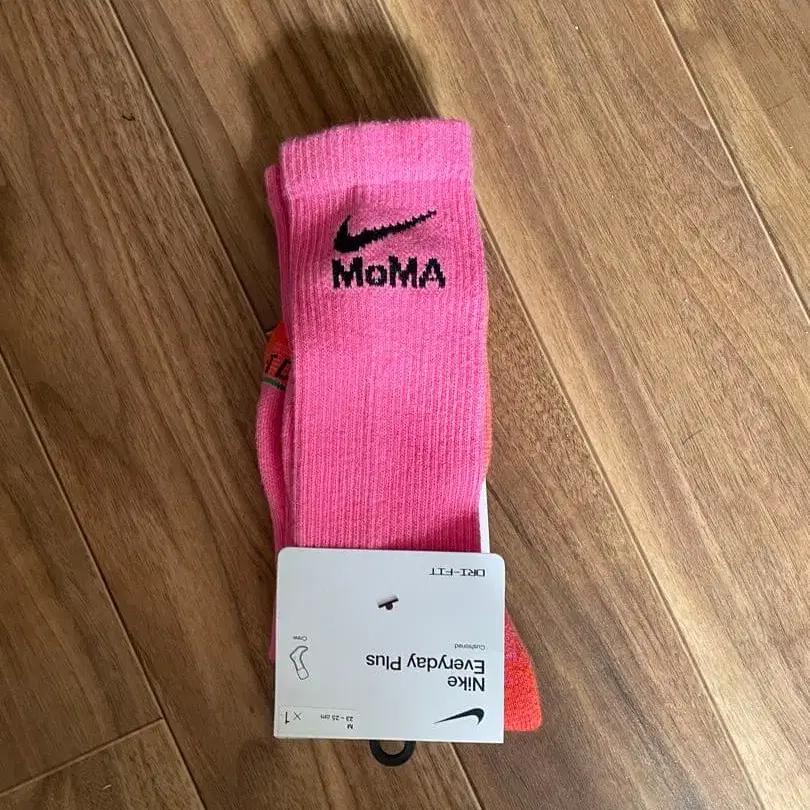 MoMA
Nike
Everyday Plus
Cushioned
DRI-FIT
Crew
M
23 - 25 cm
×1